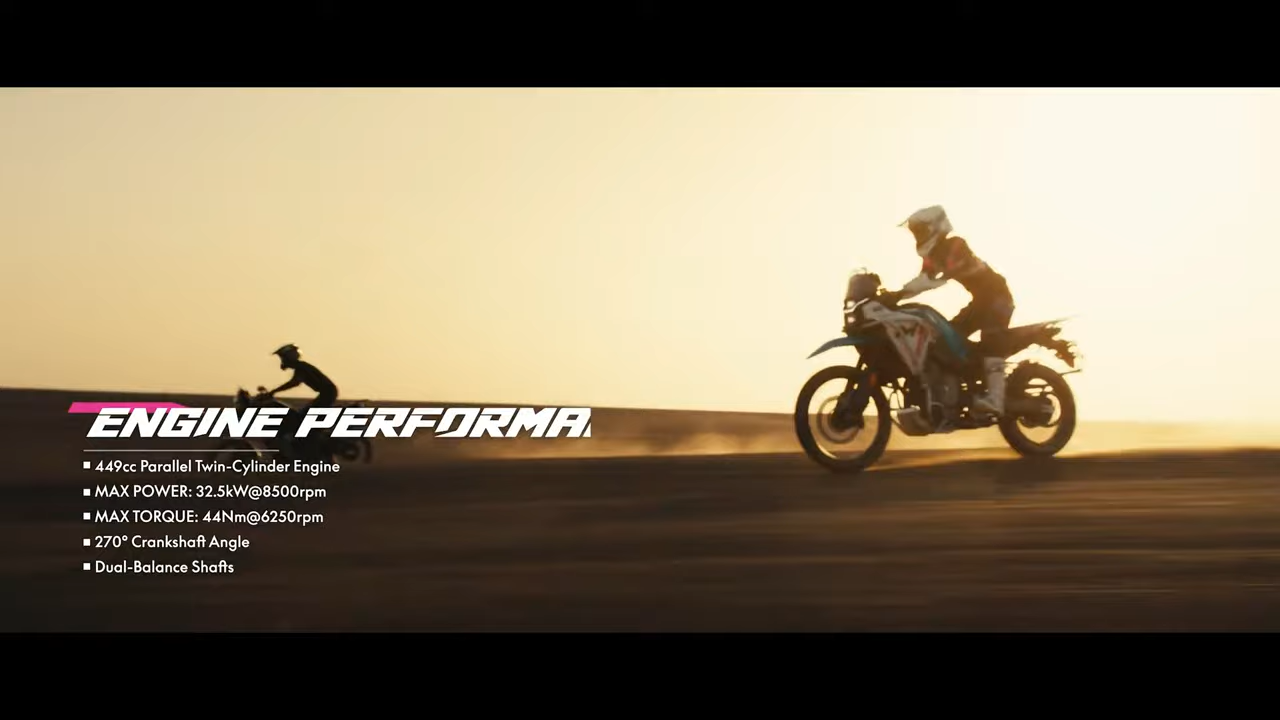 ENGINE PERFORMA
449cc Parallel Twin-Cylinder Engine
MAX POWER: 32.5kW@8500rpm
MAX TORQUE: 44Nm@6250rpm
270° Crankshaft Angle
Dual-Balance Shafts